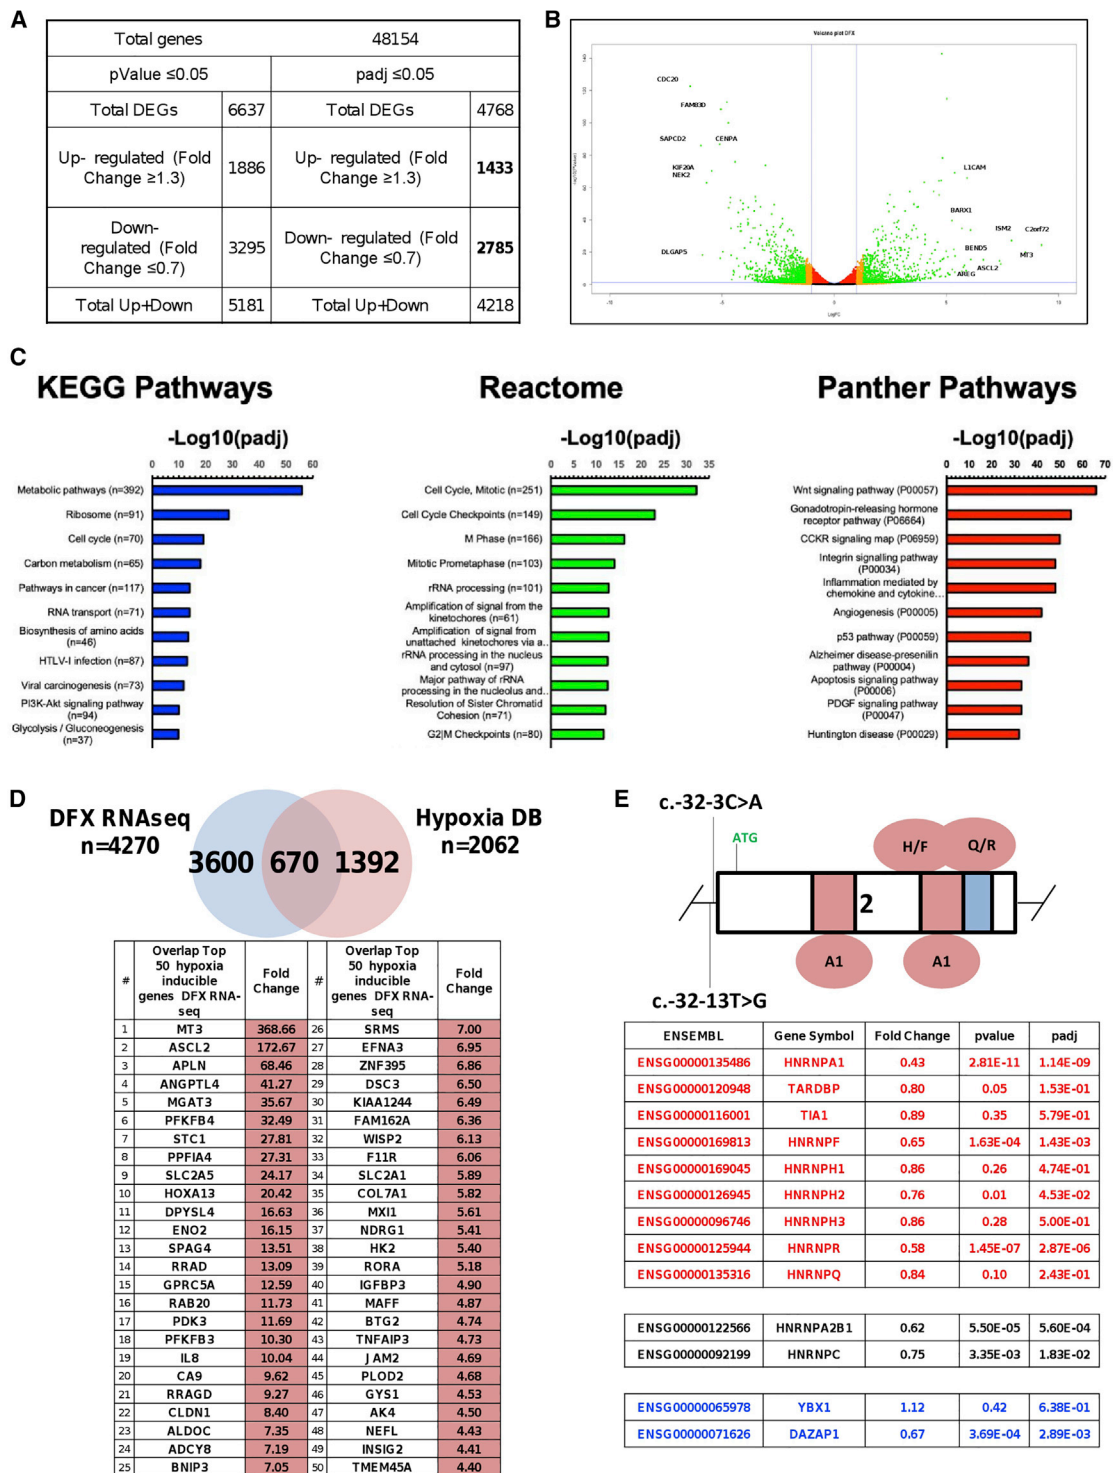 A
Total genes 48154
pValue ≤0.05 padj ≤0.05
Total DEGs 6637 Total DEGs 4768
Up- regulated (Fold Change ≥1.3) 1886 Up- regulated (Fold Change ≥1.3) 1433
Down- regulated (Fold Change ≤0.7) 3295 Down- regulated (Fold Change ≤0.7) 2785
Total Up+Down 5181 Total Up+Down 4218
B
Volcano plot DFX
CDC20
FAM83D
SAPCD2
CENPA
KIF20A
NEK2
DLGAP5
L1CAM
BARX1
ISM2
C2orf72
BEND5
MT3
ASCL2
AREG
-10 -5 0 5 10
LogFC
C
KEGG Pathways
-Log10(padj)
0 10 20 30 40 50 60
Metabolic pathways (n=392)
Ribosome (n=91)
Cell cycle (n=70)
Carbon metabolism (n=65)
Pathways in cancer (n=117)
RNA transport (n=71)
Biosynthesis of amino acids
(n=46)
HTLV-I infection (n=87)
Viral carcinogenesis (n=73)
PI3K-Akt signaling pathway
(n=94)
Glycolysis / Gluconeogenesis
(n=37)
Reactome
-Log10(padj)
0 5 10 15 20 25 30 35
Cell Cycle, Mitotic (n=251)
Cell Cycle Checkpoints (n=149)
M Phase (n=166)
Mitotic Prometaphase (n=103)
rRNA processing (n=101)
Amplification of signal from the
kinetochores (n=61)
Amplification of signal from
unattached kinetochores via a..
rRNA processing in the nucleus
and cytosol (n=97)
Major pathway of rRNA
processing in the nucleolus and..
Resolution of Sister Chromatid
Cohesion (n=71)
G2|M Checkpoints (n=80)
Panther Pathways
-Log10(padj)
0 10 20 30 40 50 60 70
Wnt signaling pathway (P00057)
Gonadotropin-releasing hormone
receptor pathway (P06664)
CCKR signaling map (P06959)
Integrin signalling pathway
(P00034)
Inflammation mediated by
chemokine and cytokine...
Angiogenesis (P00005)
p53 pathway (P00059)
Alzheimer disease-presenilin
pathway (P00004)
Apoptosis signaling pathway
(P00006)
PDGF signaling pathway
(P00047)
Huntington disease (P00029)
D
DFX RNAseq
n=4270
3600 670 1392
Hypoxia DB
n=2062
# Overlap Top 50 hypoxia inducible genes DFX RNA-seq Fold Change # Overlap Top 50 hypoxia inducible genes DFX RNA-seq Fold Change
1 MT3 368.66 26 SRMS 7.00
2 ASCL2 172.67 27 EFNA3 6.95
3 APLN 68.46 28 ZNF395 6.86
4 ANGPTL4 41.27 29 DSC3 6.50
5 MGAT3 35.67 30 KIAA1244 6.49
6 PFKFB4 32.49 31 FAM162A 6.36
7 STC1 27.81 32 WISP2 6.13
8 PPFIA4 27.31 33 F11R 6.06
9 SLC2A5 24.17 34 SLC2A1 5.89
10 HOXA13 20.42 35 COL7A1 5.82
11 DPYSL4 16.63 36 MXI1 5.61
12 ENO2 16.15 37 NDRG1 5.41
13 SPAG4 13.51 38 HK2 5.40
14 RRAD 13.09 39 RORA 5.18
15 GPRC5A 12.59 40 IGFBP3 4.90
16 RAB20 11.73 41 MAFF 4.87
17 PDK3 11.69 42 BTG2 4.74
18 PFKFB3 10.30 43 TNFAIP3 4.73
19 IL8 10.04 44 JAM2 4.69
20 CA9 9.62 45 PLOD2 4.68
21 RRAGD 9.27 46 GYS1 4.53
22 CLDN1 8.40 47 AK4 4.50
23 ALDOC 7.35 48 NEFL 4.43
24 ADCY8 7.19 49 INSIG2 4.41
25 BNIP3 7.05 50 TMEM45A 4.40
E
c.-32-3C>A
ATG
H/F Q/R
2
A1 A1
c.-32-13T>G
ENSEMBL Gene Symbol Fold Change pvalue padj
ENSG00000135486 HNRNPA1 0.43 2.81E-11 1.14E-09
ENSG00000120948 TARDBP 0.80 0.05 1.53E-01
ENSG00000116001 TIA1 0.89 0.35 5.79E-01
ENSG00000169813 HNRNPF 0.65 1.63E-04 1.43E-03
ENSG00000169045 HNRNPH1 0.86 0.26 4.74E-01
ENSG00000126945 HNRNPH2 0.76 0.01 4.53E-02
ENSG00000096746 HNRNPH3 0.86 0.28 5.00E-01
ENSG00000125944 HNRNPR 0.58 1.45E-07 2.87E-06
ENSG00000135316 HNRNPQ 0.84 0.10 2.43E-01
ENSG00000122566 HNRNPA2B1 0.62 5.50E-05 5.60E-04
ENSG00000092199 HNRNPC 0.75 3.35E-03 1.83E-02
ENSG00000065978 YBX1 1.12 0.42 6.38E-01
ENSG00000071626 DAZAP1 0.67 3.69E-04 2.89E-03